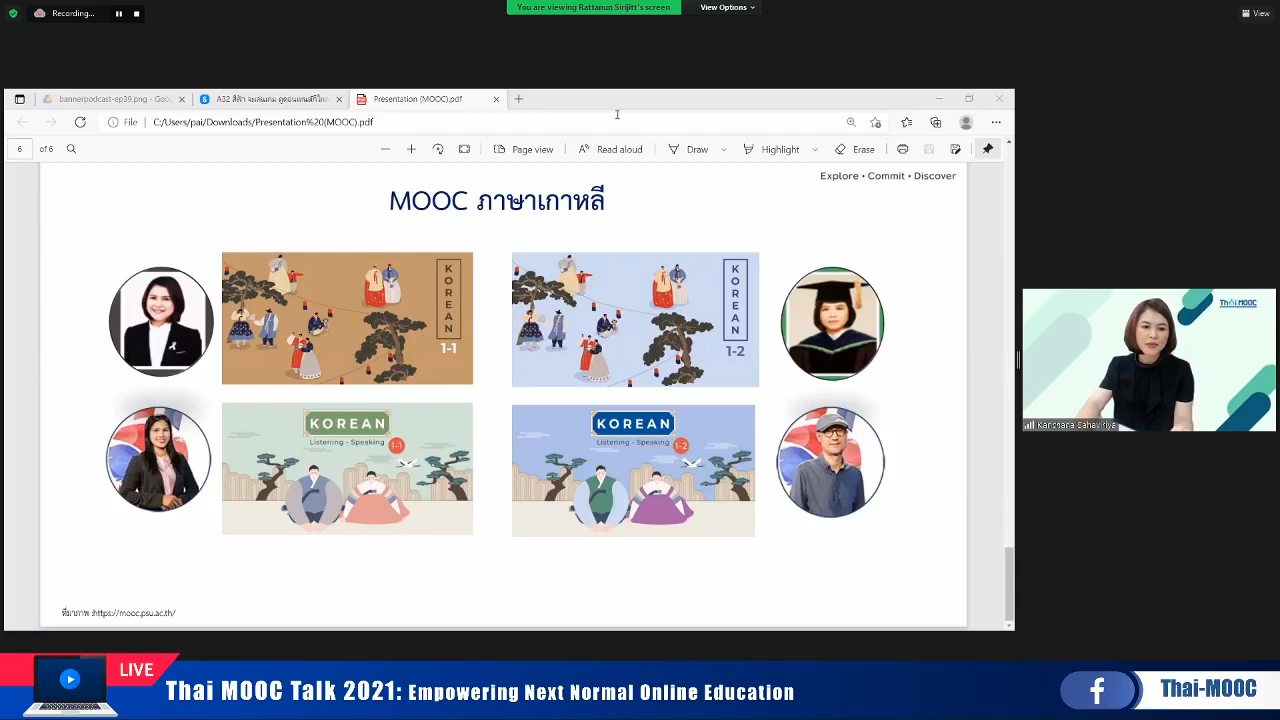 Recording...
You are viewing Rattanun Sirijitt's screen
View Options
View
bannerpodcast-ep39.png - Goo
Presentation (MOOC).pdf
File
C:/Users/pai/Downloads/Presentation%20(MOOC).pdf
6
of 6
Page view
Read aloud
Draw
Highlight
Erase
Explore • Commit • Discover
MOOC ภาษาเกาหลี
KOREAN
1-1
KOREAN
1-2
KOREAN
Listening - Speaking
1-1
KOREAN
Listening - Speaking
1-2
ที่มาภาพ :https://mooc.psu.ac.th/
Thai MOOC
Kanchana Sahaviriya
LIVE
Thai MOOC Talk 2021: Empowering Next Normal Online Education
Thai-MOOC